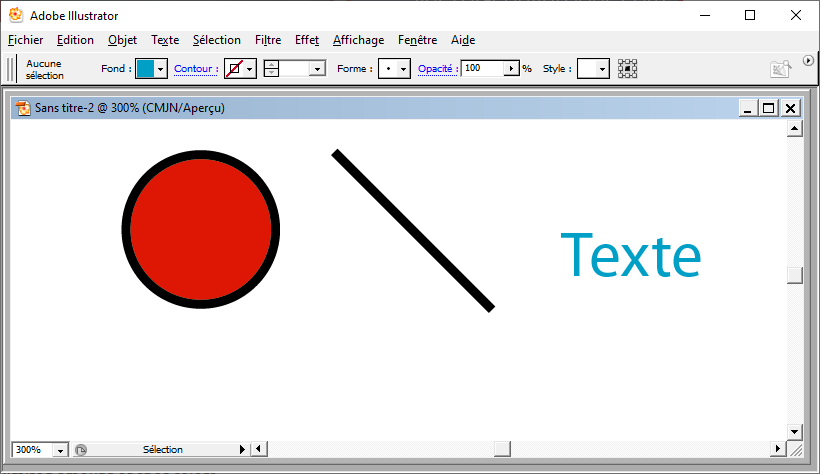 Adobe Illustrator
Fichier Edition Objet Texte Sélection Filtre Effet Affichage Fenêtre Aide
Aucune sélection
Fond : Contour : Forme : Opacité : 100 % Style :
Sans titre-2 @ 300% (CMJN/Aperçu)
Texte
300% Sélection